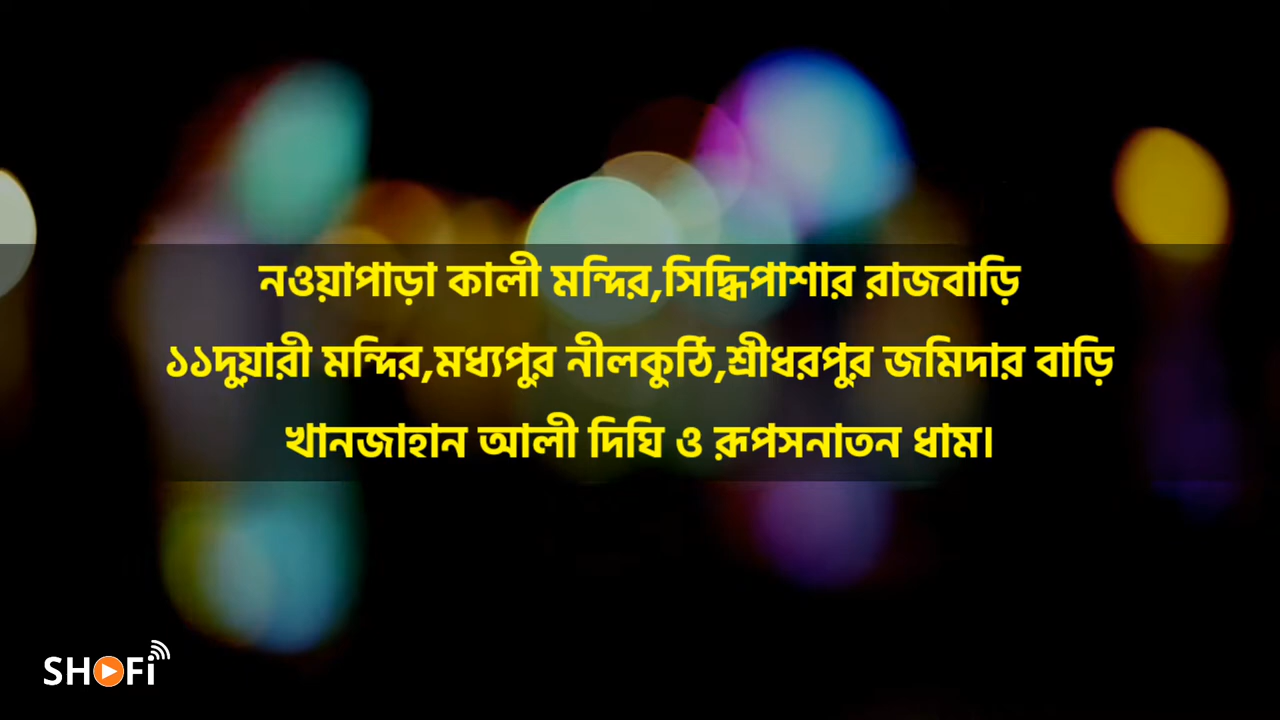 নওয়াপাড়া কালী মন্দির,সিদ্ধিপাশার রাজবাড়ি
১১দুয়ারী মন্দির,মধ্যপুর নীলকুঠি,শ্রীধরপুর জমিদার বাড়ি
খানজাহান আলী দিঘি ও রূপসনাতন ধাম।
SHOFi